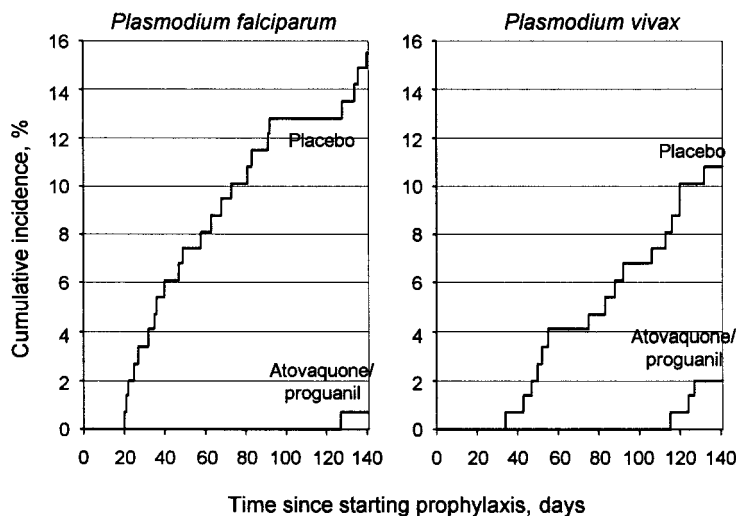 Plasmodium falciparum
Plasmodium vivax
Cumulative incidence, %
16
14
12
10
8
6
4
2
0
Placebo
Atovaquone/
proguanil
0 20 40 60 80 100 120 140
16
14
12
10
8
6
4
2
0
Placebo
Atovaquone/
proguanil
0 20 40 60 80 100 120 140
Time since starting prophylaxis, days